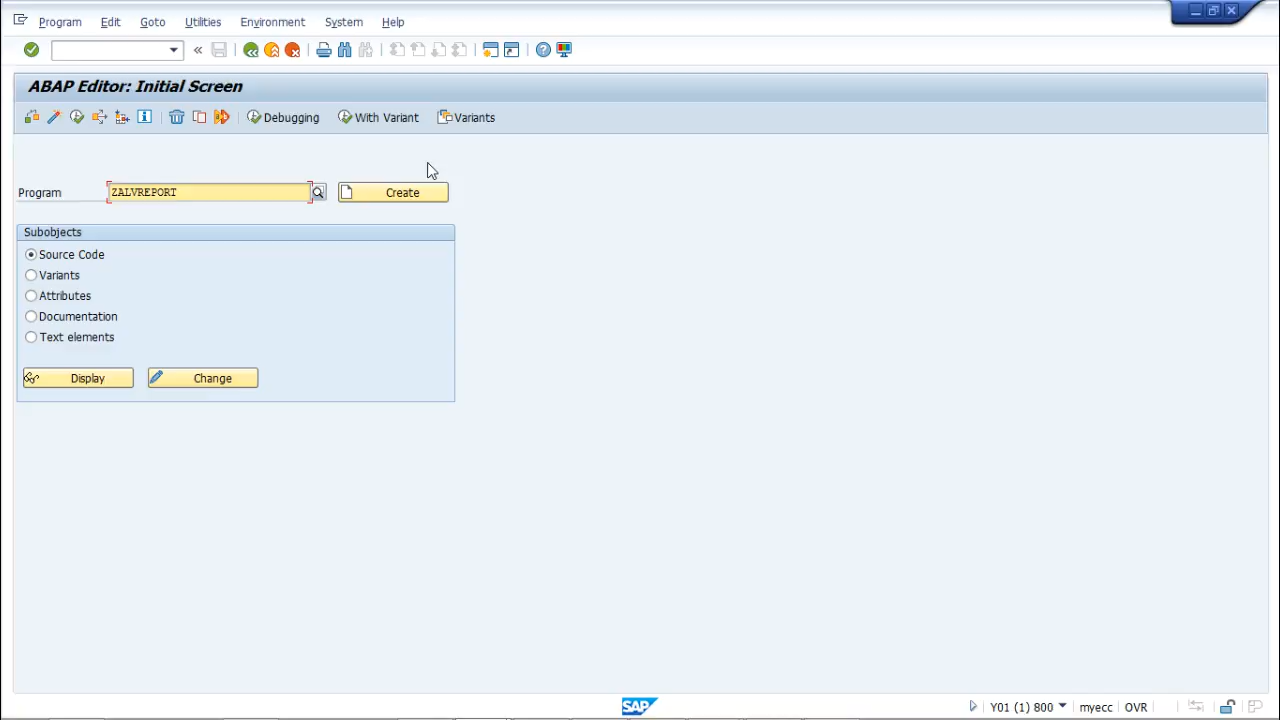 Program Edit Goto Utilities Environment System Help
ABAP Editor: Initial Screen
Debugging With Variant Variants
Program ZALVREPORT Create
Subobjects
Source Code
Variants
Attributes
Documentation
Text elements
Display Change
SAP Y01 (1) 800 myecc OVR